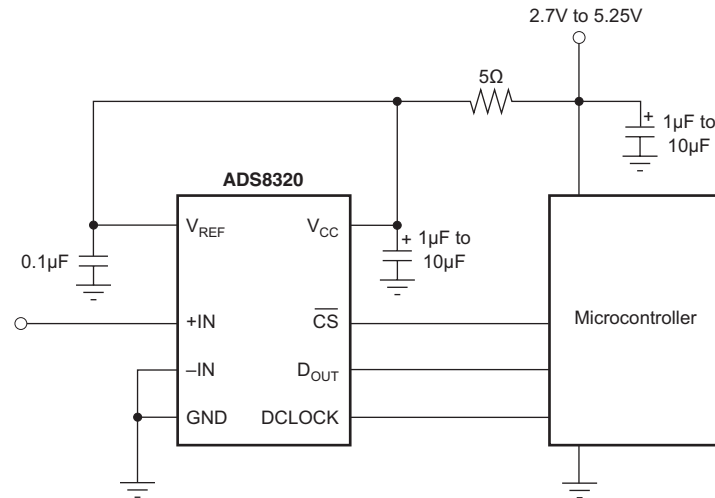 2.7V to 5.25V
5Ω
+ 1µF to
10µF
ADS8320
VREF
VCC
0.1µF
+ 1µF to
10µF
+IN
CS
Microcontroller
–IN
DOUT
GND
DCLOCK